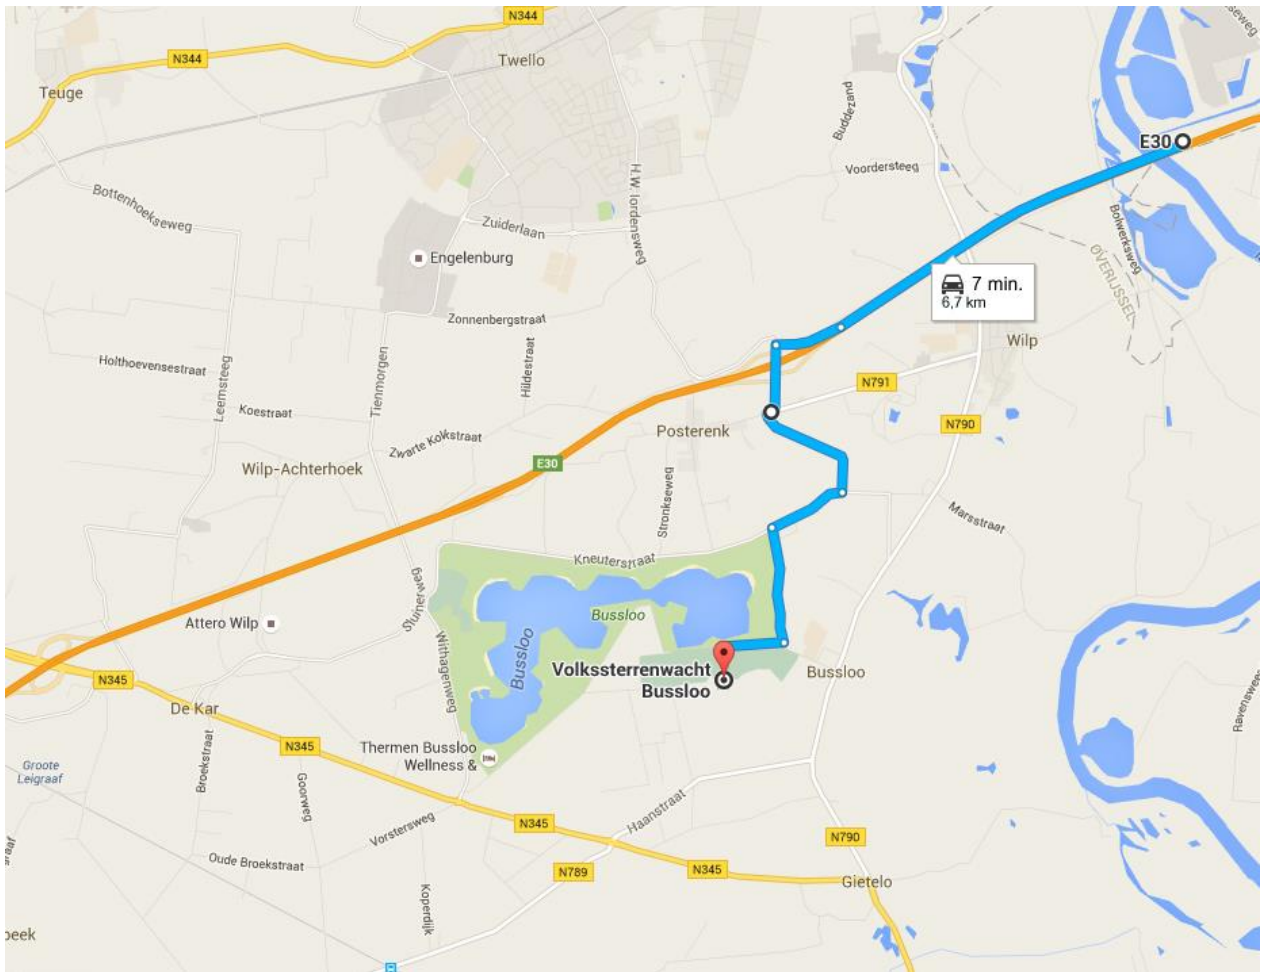 N344
N344
Twello
Teuge
Buddezand
E30
Voordersteeg
Bottenhoekseweg
H.W. Iordensweg
Zuiderlaan
Bolwerksweg
Engelenburg
OVERIJSSEL
7 min.
6,7 km
Zonnenbergstraat
Wilp
Holthoevensestraat
Leemsteeg
Tienmorgen
Hildestraat
N791
Koestraat
Posterenk
N790
Zwarte Kolkstraat
E30
Wilp-Achterhoek
Stronkseweg
Marsstraat
Kneuterstraat
Sluinerweg
Bussloo
Attero Wilp
Withagenweg
Bussloo
Volkssterrenwacht
Bussloo
Bussloo
N345
De Kar
Ravenswee
N345
Thermen Bussloo
Wellness &
Broekstraat
Groote
Leigraaf
Goorweg
Haanstraat
N345
Vorstersweg
N790
Oude Broekstraat
N789
N345
Gietelo
Koperdijk